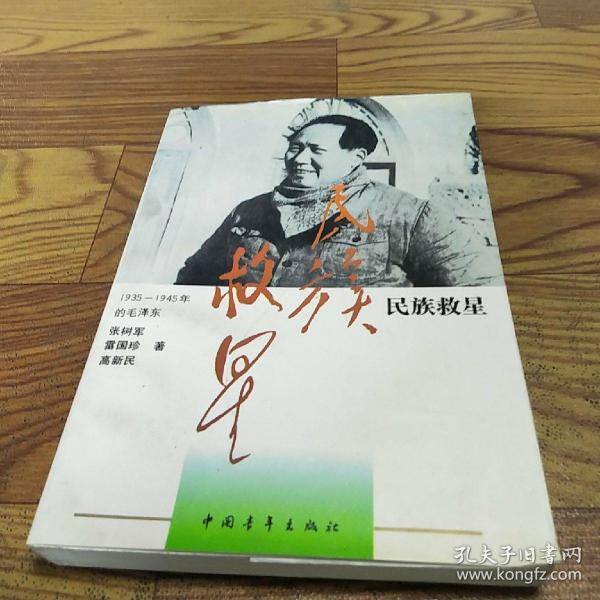 民族
救星
民族救星
1935－1945年
的毛泽东
张树军
雷国珍 著
高新民
中国青年出版社
孔夫子旧书网
www.kongfz.com